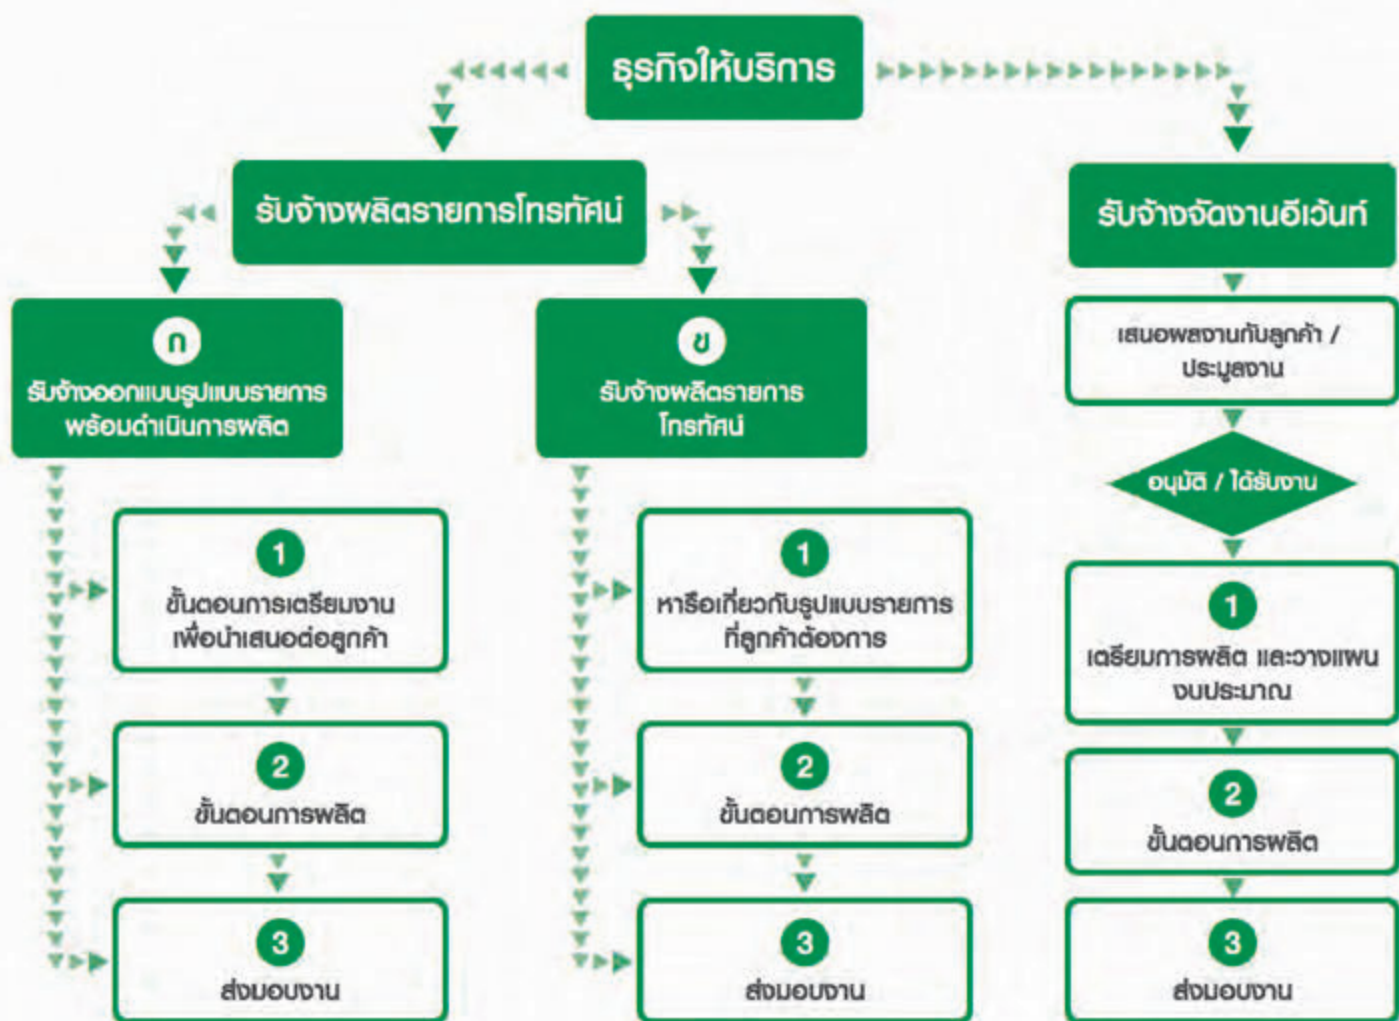 ธุรกิจให้บริการ
รับจ้างผลิตรายการโทรทัศน์
รับจ้างจัดงานอีเว้นท์
ก
รับจ้างออกแบบรูปแบบรายการ
พร้อมดำเนินการผลิต
1
ขั้นตอนการเตรียมงาน
เพื่อนำเสนอต่อลูกค้า
2
ขั้นตอนการผลิต
3
ส่งมอบงาน
ข
รับจ้างผลิตรายการ
โทรทัศน์
1
หารือเกี่ยวกับรูปแบบรายการ
ที่ลูกค้าต้องการ
2
ขั้นตอนการผลิต
3
ส่งมอบงาน
เสนอผลงานกับลูกค้า /
ประมูลงาน
อนุมัติ / ได้รับงาน
1
เตรียมการผลิต และวางแผน
งบประมาณ
2
ขั้นตอนการผลิต
3
ส่งมอบงาน